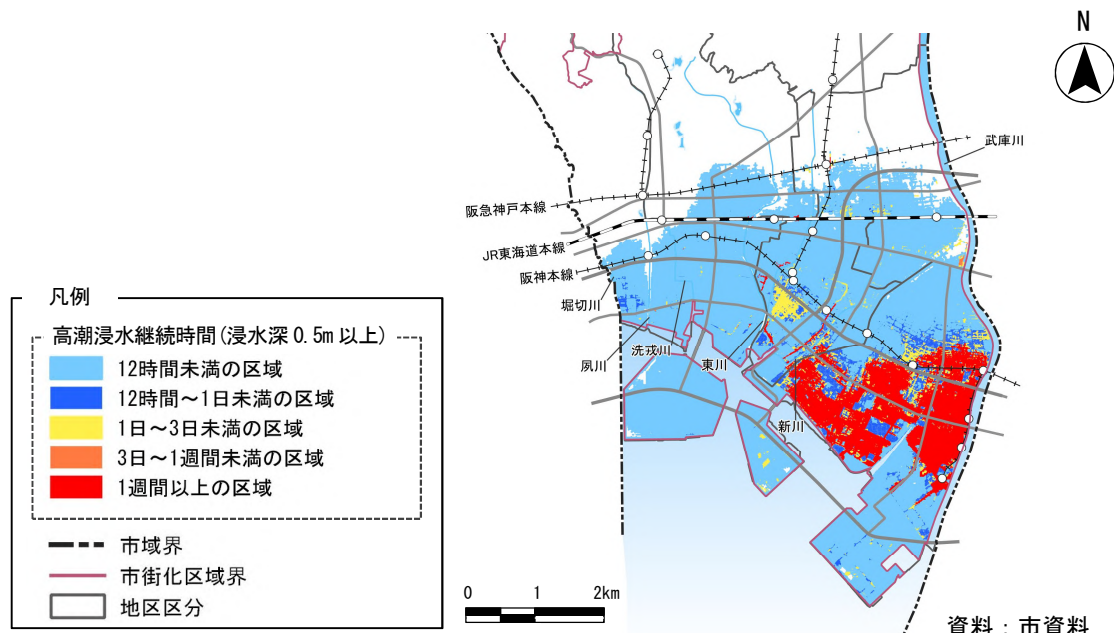 N
武庫川
阪急神戸本線
JR東海道本線
阪神本線
堀切川
夙川
洗戎川
東川
新川
凡例
高潮浸水継続時間(浸水深 0.5m 以上)
12時間未満の区域
12時間～1日未満の区域
1日～3日未満の区域
3日～1週間未満の区域
1週間以上の区域
市域界
市街化区域界
地区区分
0 1 2km
資料：市資料